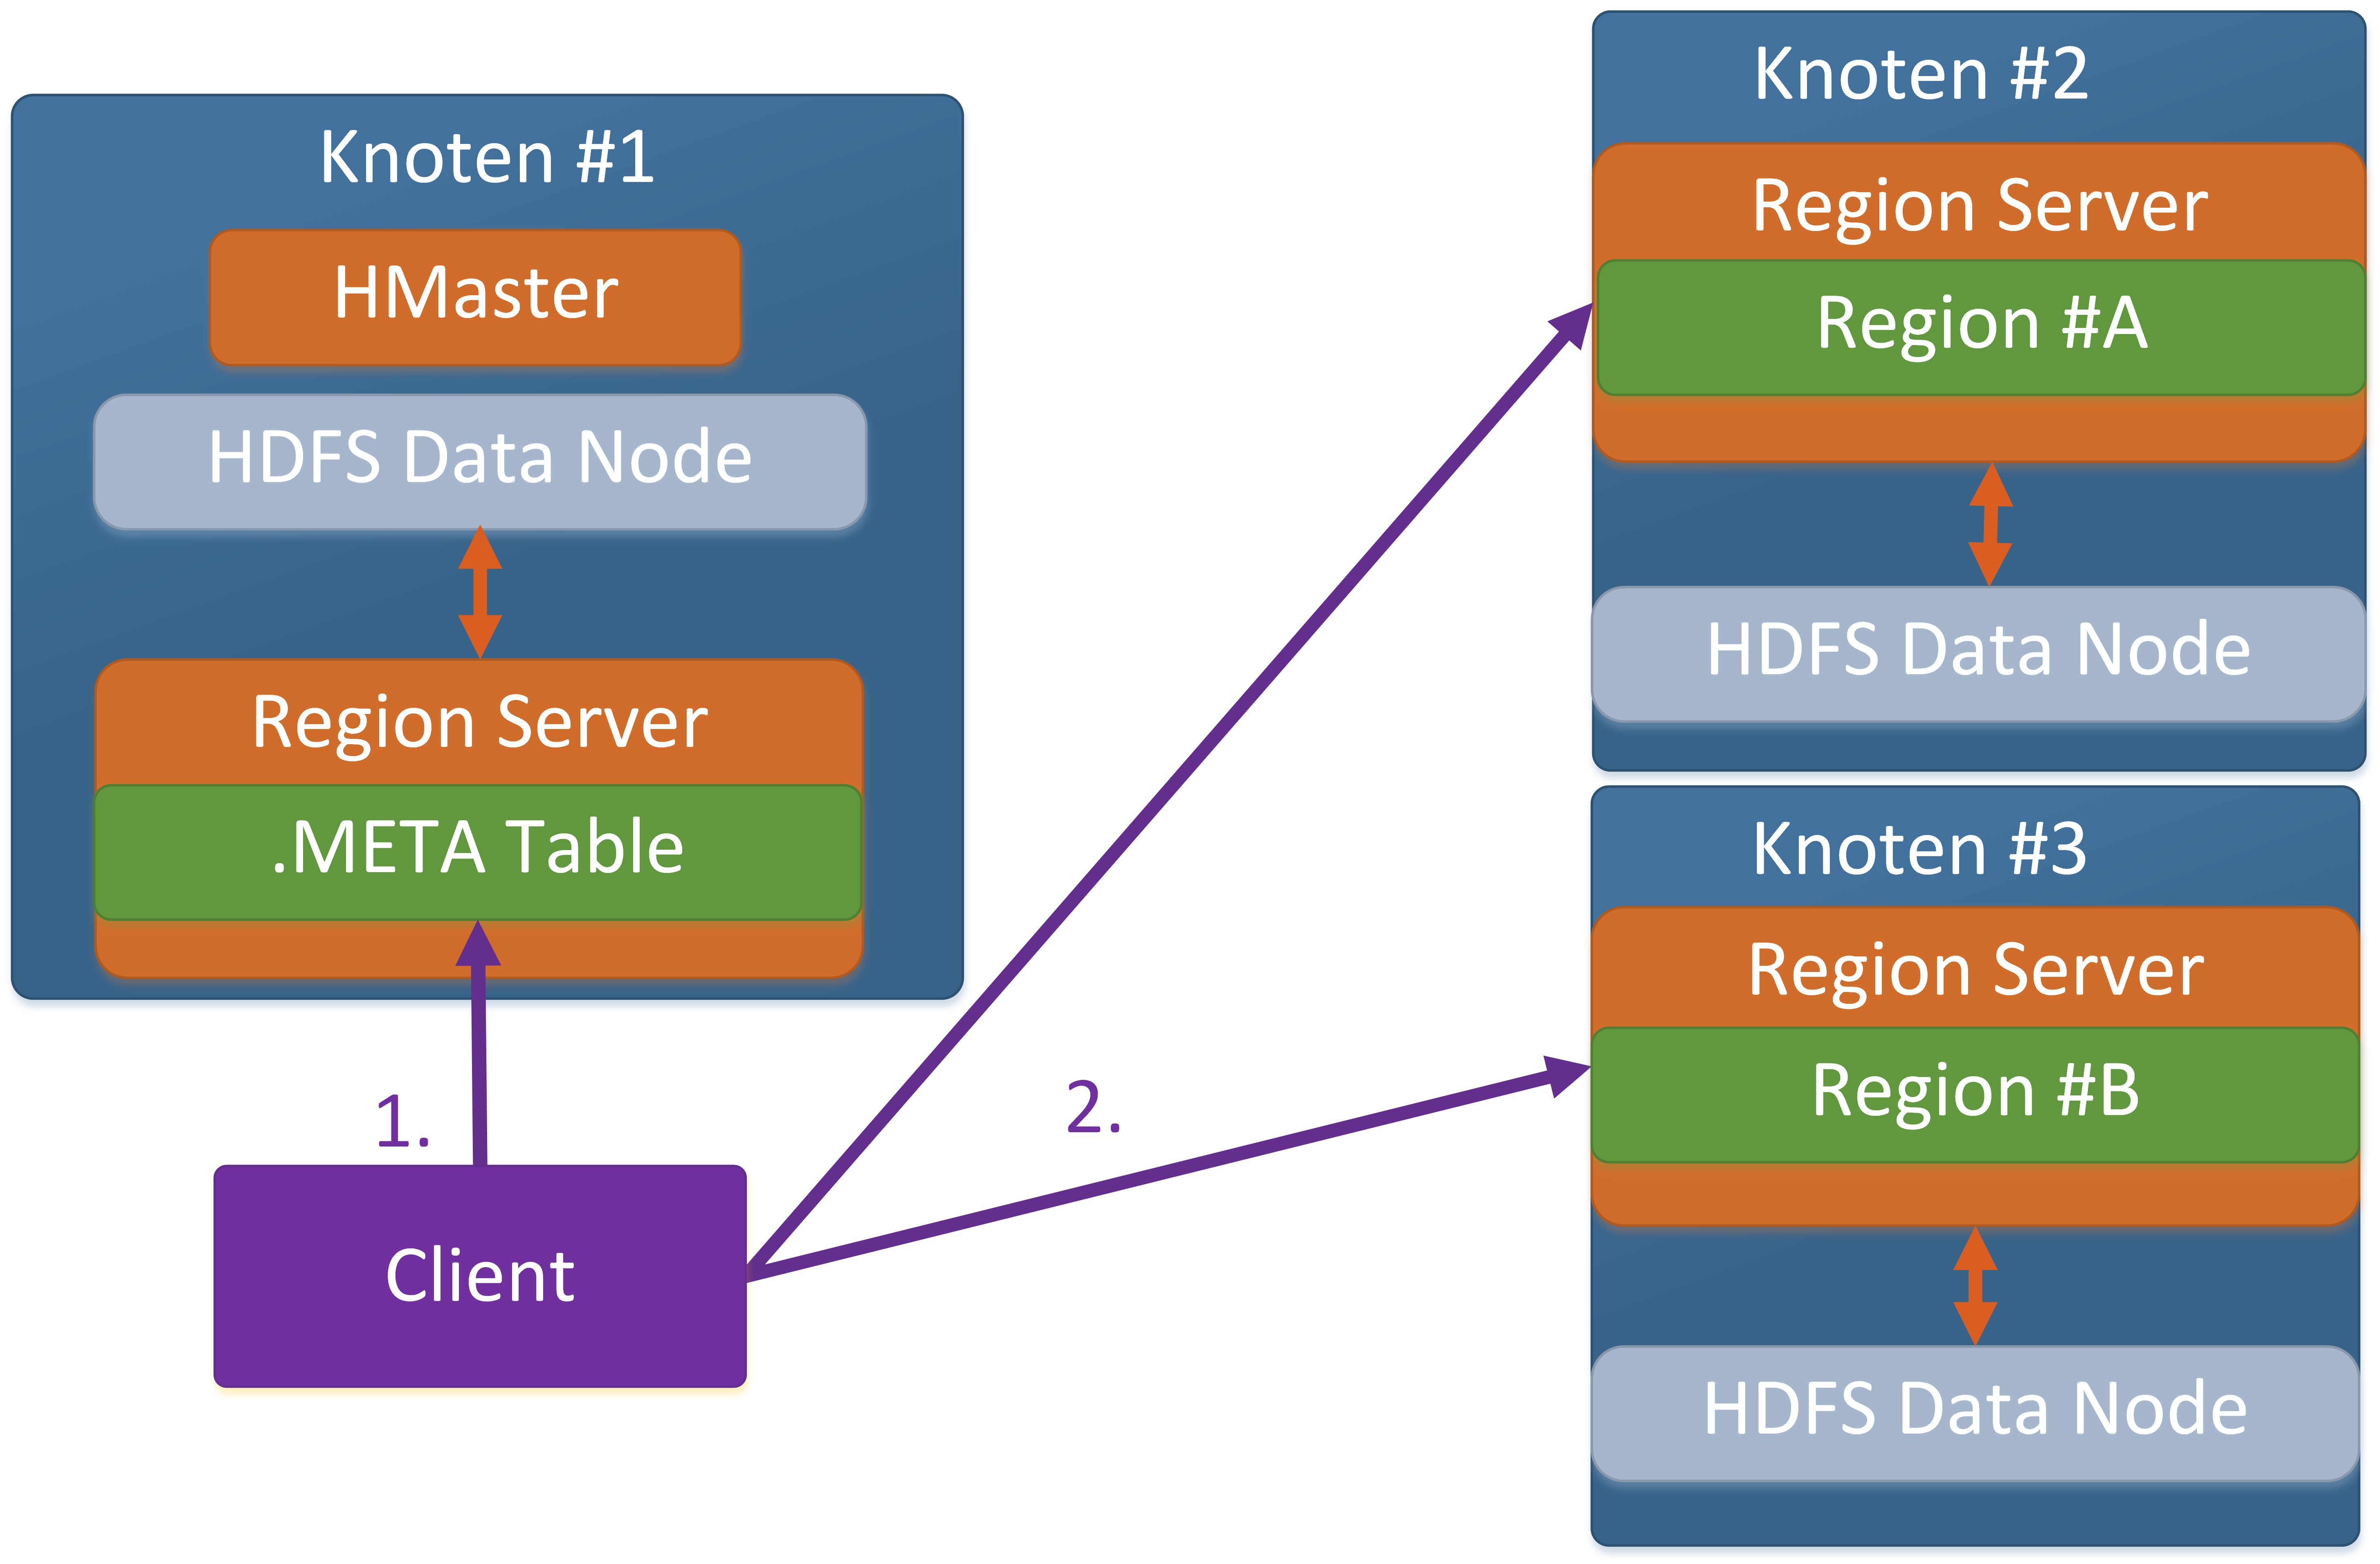 Knoten #1
HMaster
HDFS Data Node
Region Server
.META Table
1.
Client
2.
Knoten #2
Region Server
Region #A
HDFS Data Node
Knoten #3
Region Server
Region #B
HDFS Data Node